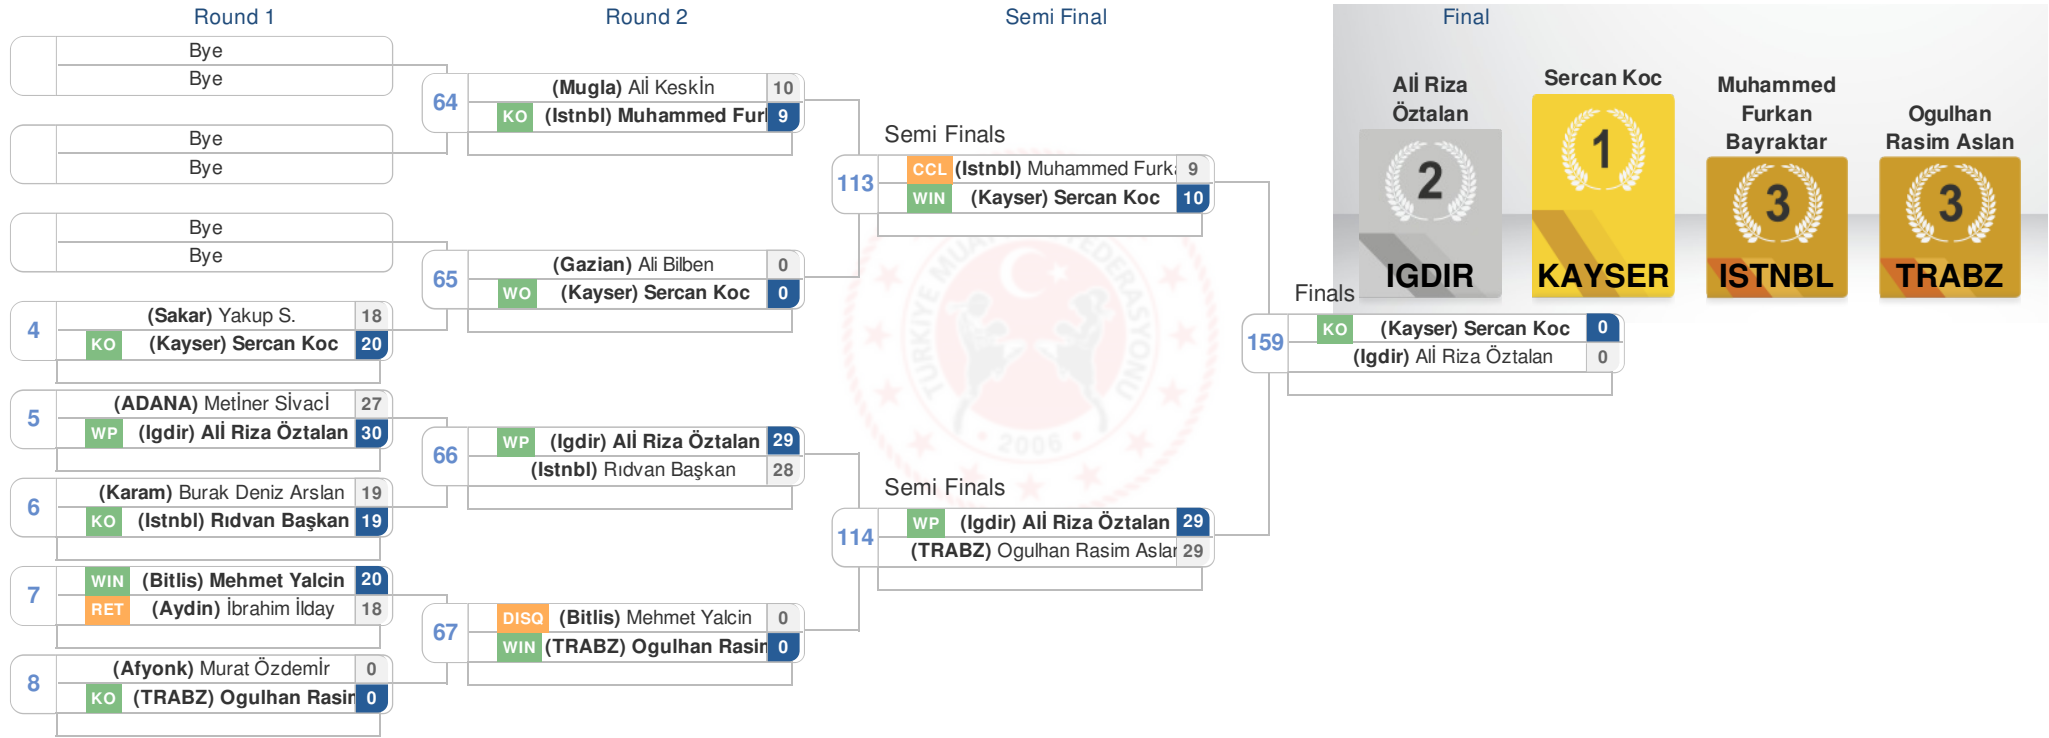 Round 1
Round 2
Semi Final
Final
Bye
Bye
Bye
Bye
Bye
Bye
4
(Sakar) Yakup S. 18
KO (Kayser) Sercan Koc 20
5
(ADANA) Metİner Sİvacİ 27
WP (Igdir) Alİ Riza Öztalan 30
6
(Karam) Burak Deniz Arslan 19
KO (Istnbl) Rıdvan Başkan 19
7
WIN (Bitlis) Mehmet Yalcin 20
RET (Aydin) İbrahim İlday 18
8
(Afyonk) Murat Özdemİr 0
KO (TRABZ) Ogulhan Rasim 0
64
(Mugla) Alİ Keskİn 10
KO (Istnbl) Muhammed Furl 9
65
(Gazian) Ali Bilben 0
WO (Kayser) Sercan Koc 0
66
WP (Igdir) Alİ Riza Öztalan 29
(Istnbl) Rıdvan Başkan 28
67
DISQ (Bitlis) Mehmet Yalcin 0
WIN (TRABZ) Ogulhan Rasim 0
Semi Finals
113
CCL (Istnbl) Muhammed Furka 9
WIN (Kayser) Sercan Koc 10
Semi Finals
114
WP (Igdir) Alİ Riza Öztalan 29
(TRABZ) Ogulhan Rasim Aslar 29
Finals
159
KO (Kayser) Sercan Koc 0
(Igdir) Alİ Riza Öztalan 0
Alİ Riza
Öztalan
2
IGDIR
Sercan Koc
1
KAYSER
Muhammed
Furkan
Bayraktar
3
ISTNBL
Ogulhan
Rasim Aslan
3
TRABZ
2006